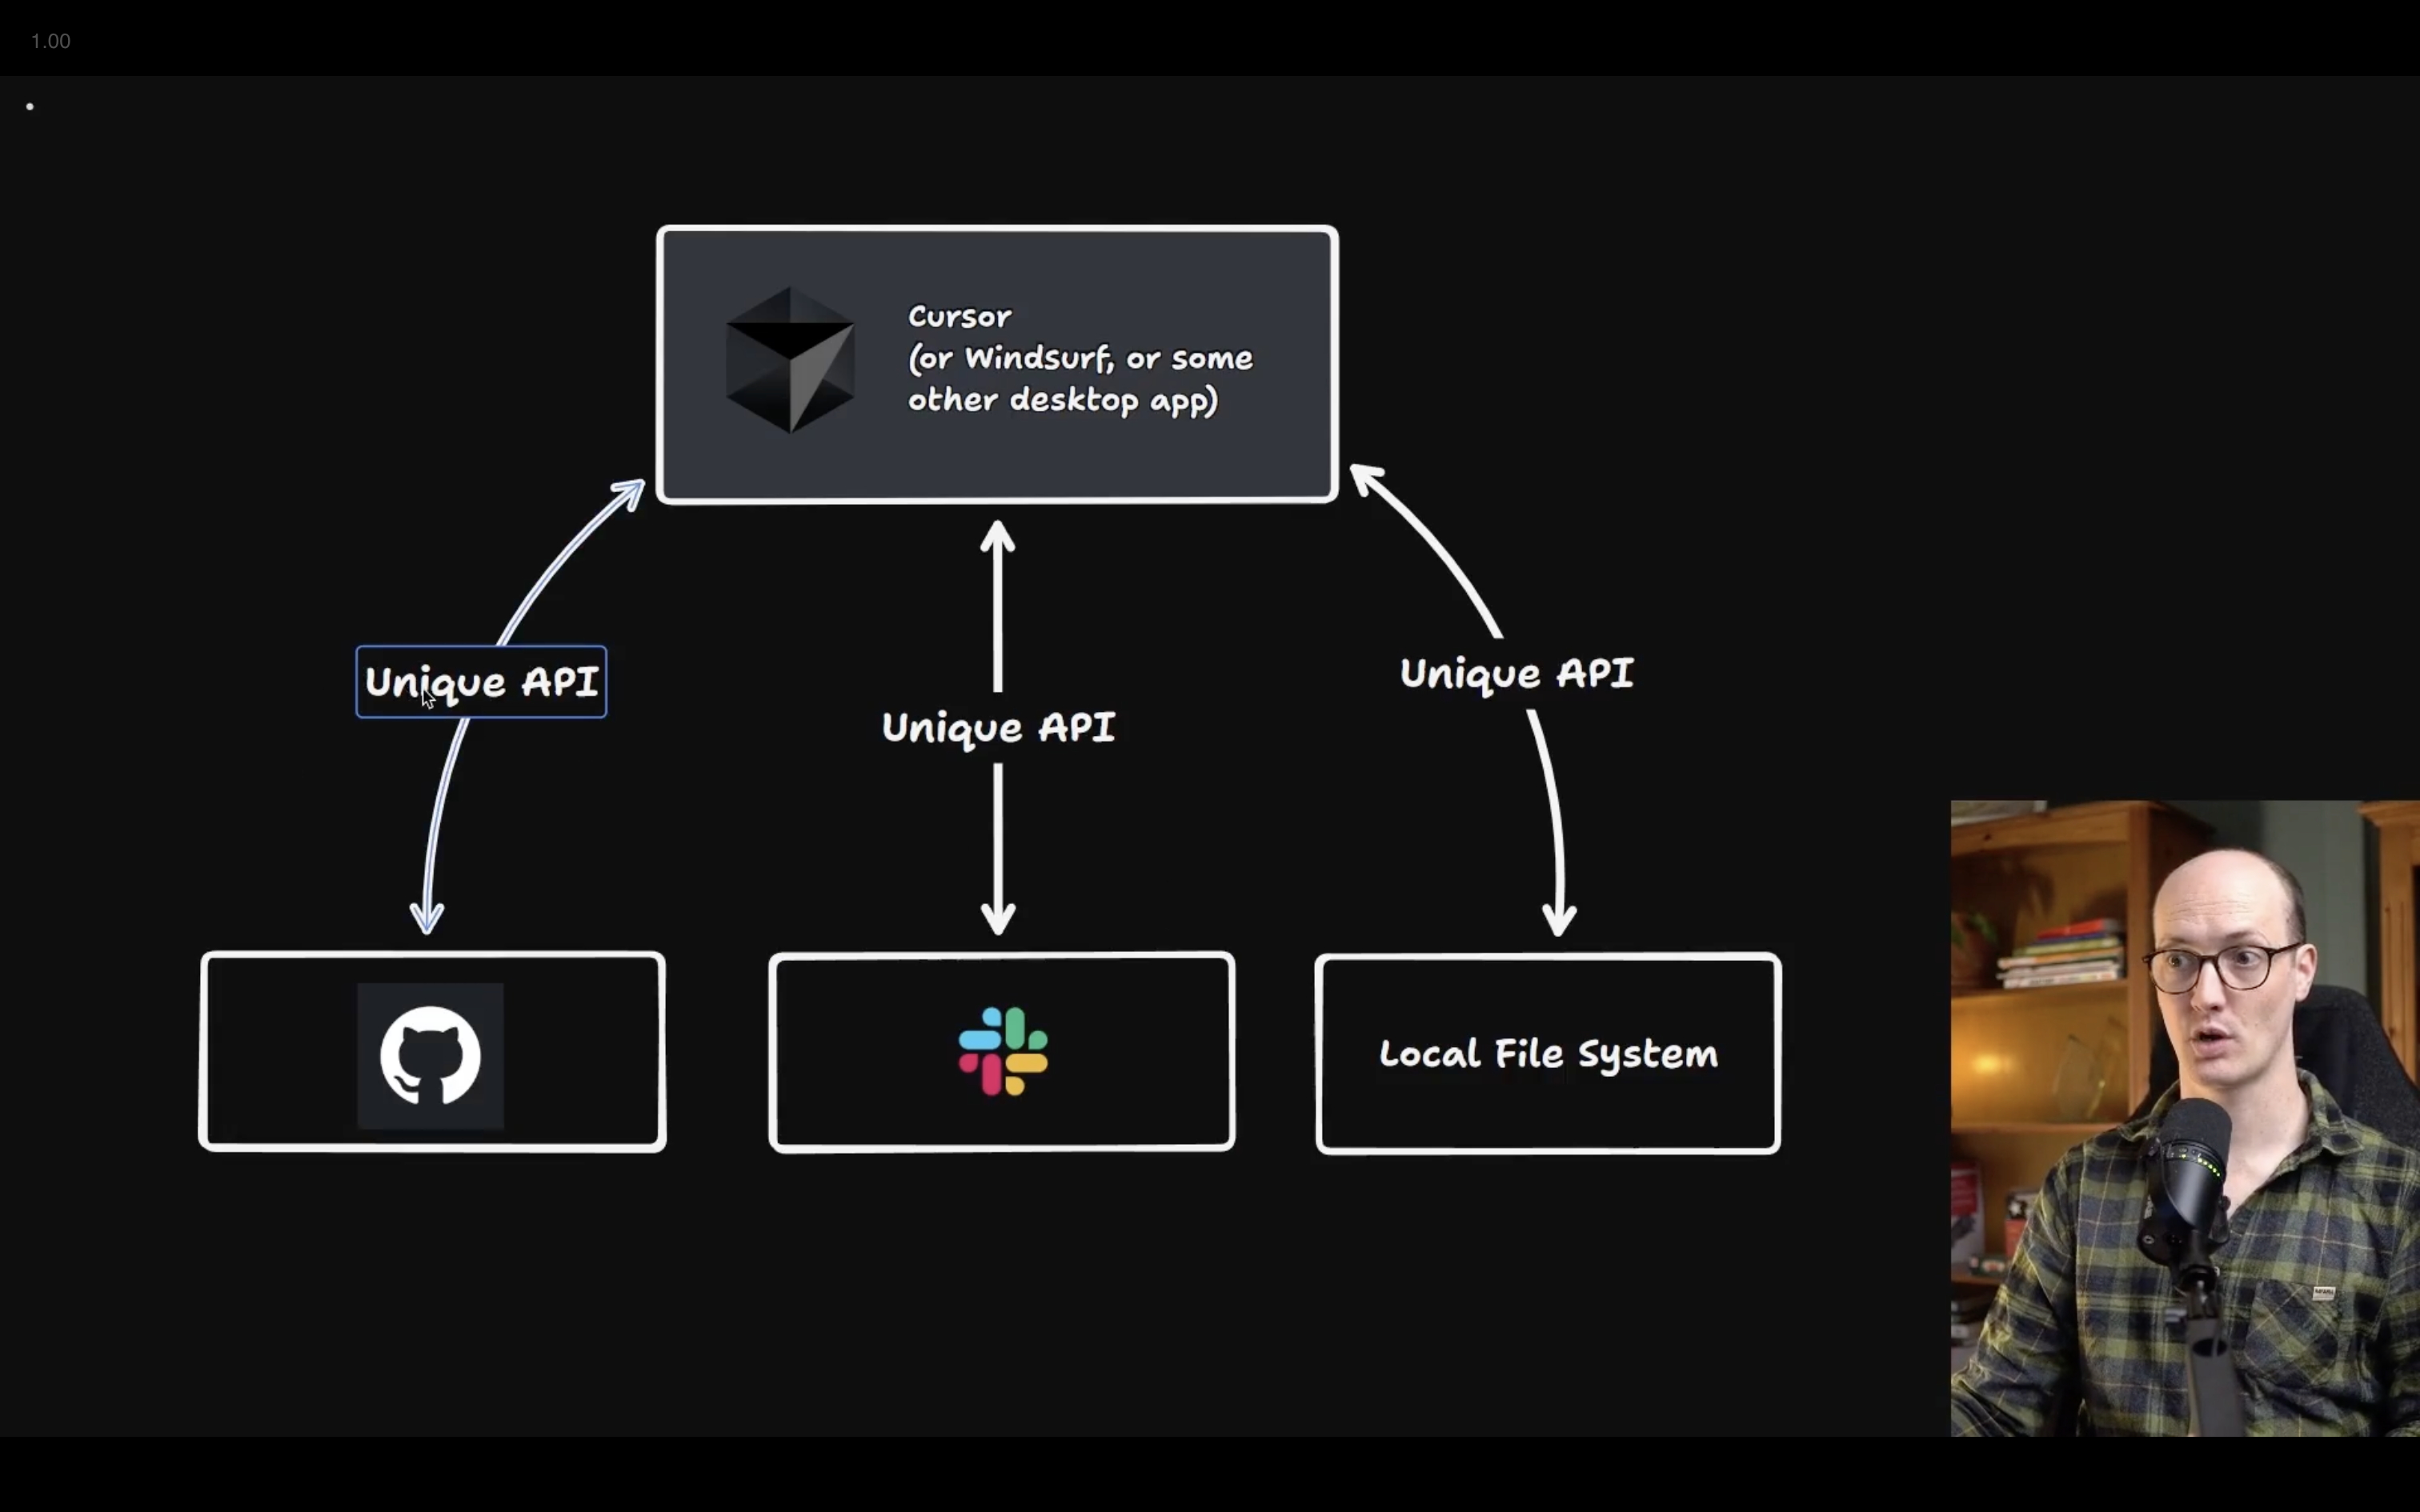 1.00
Cursor
(or Windsurf, or some
other desktop app)
Unique API
Unique API
Unique API
Local File System